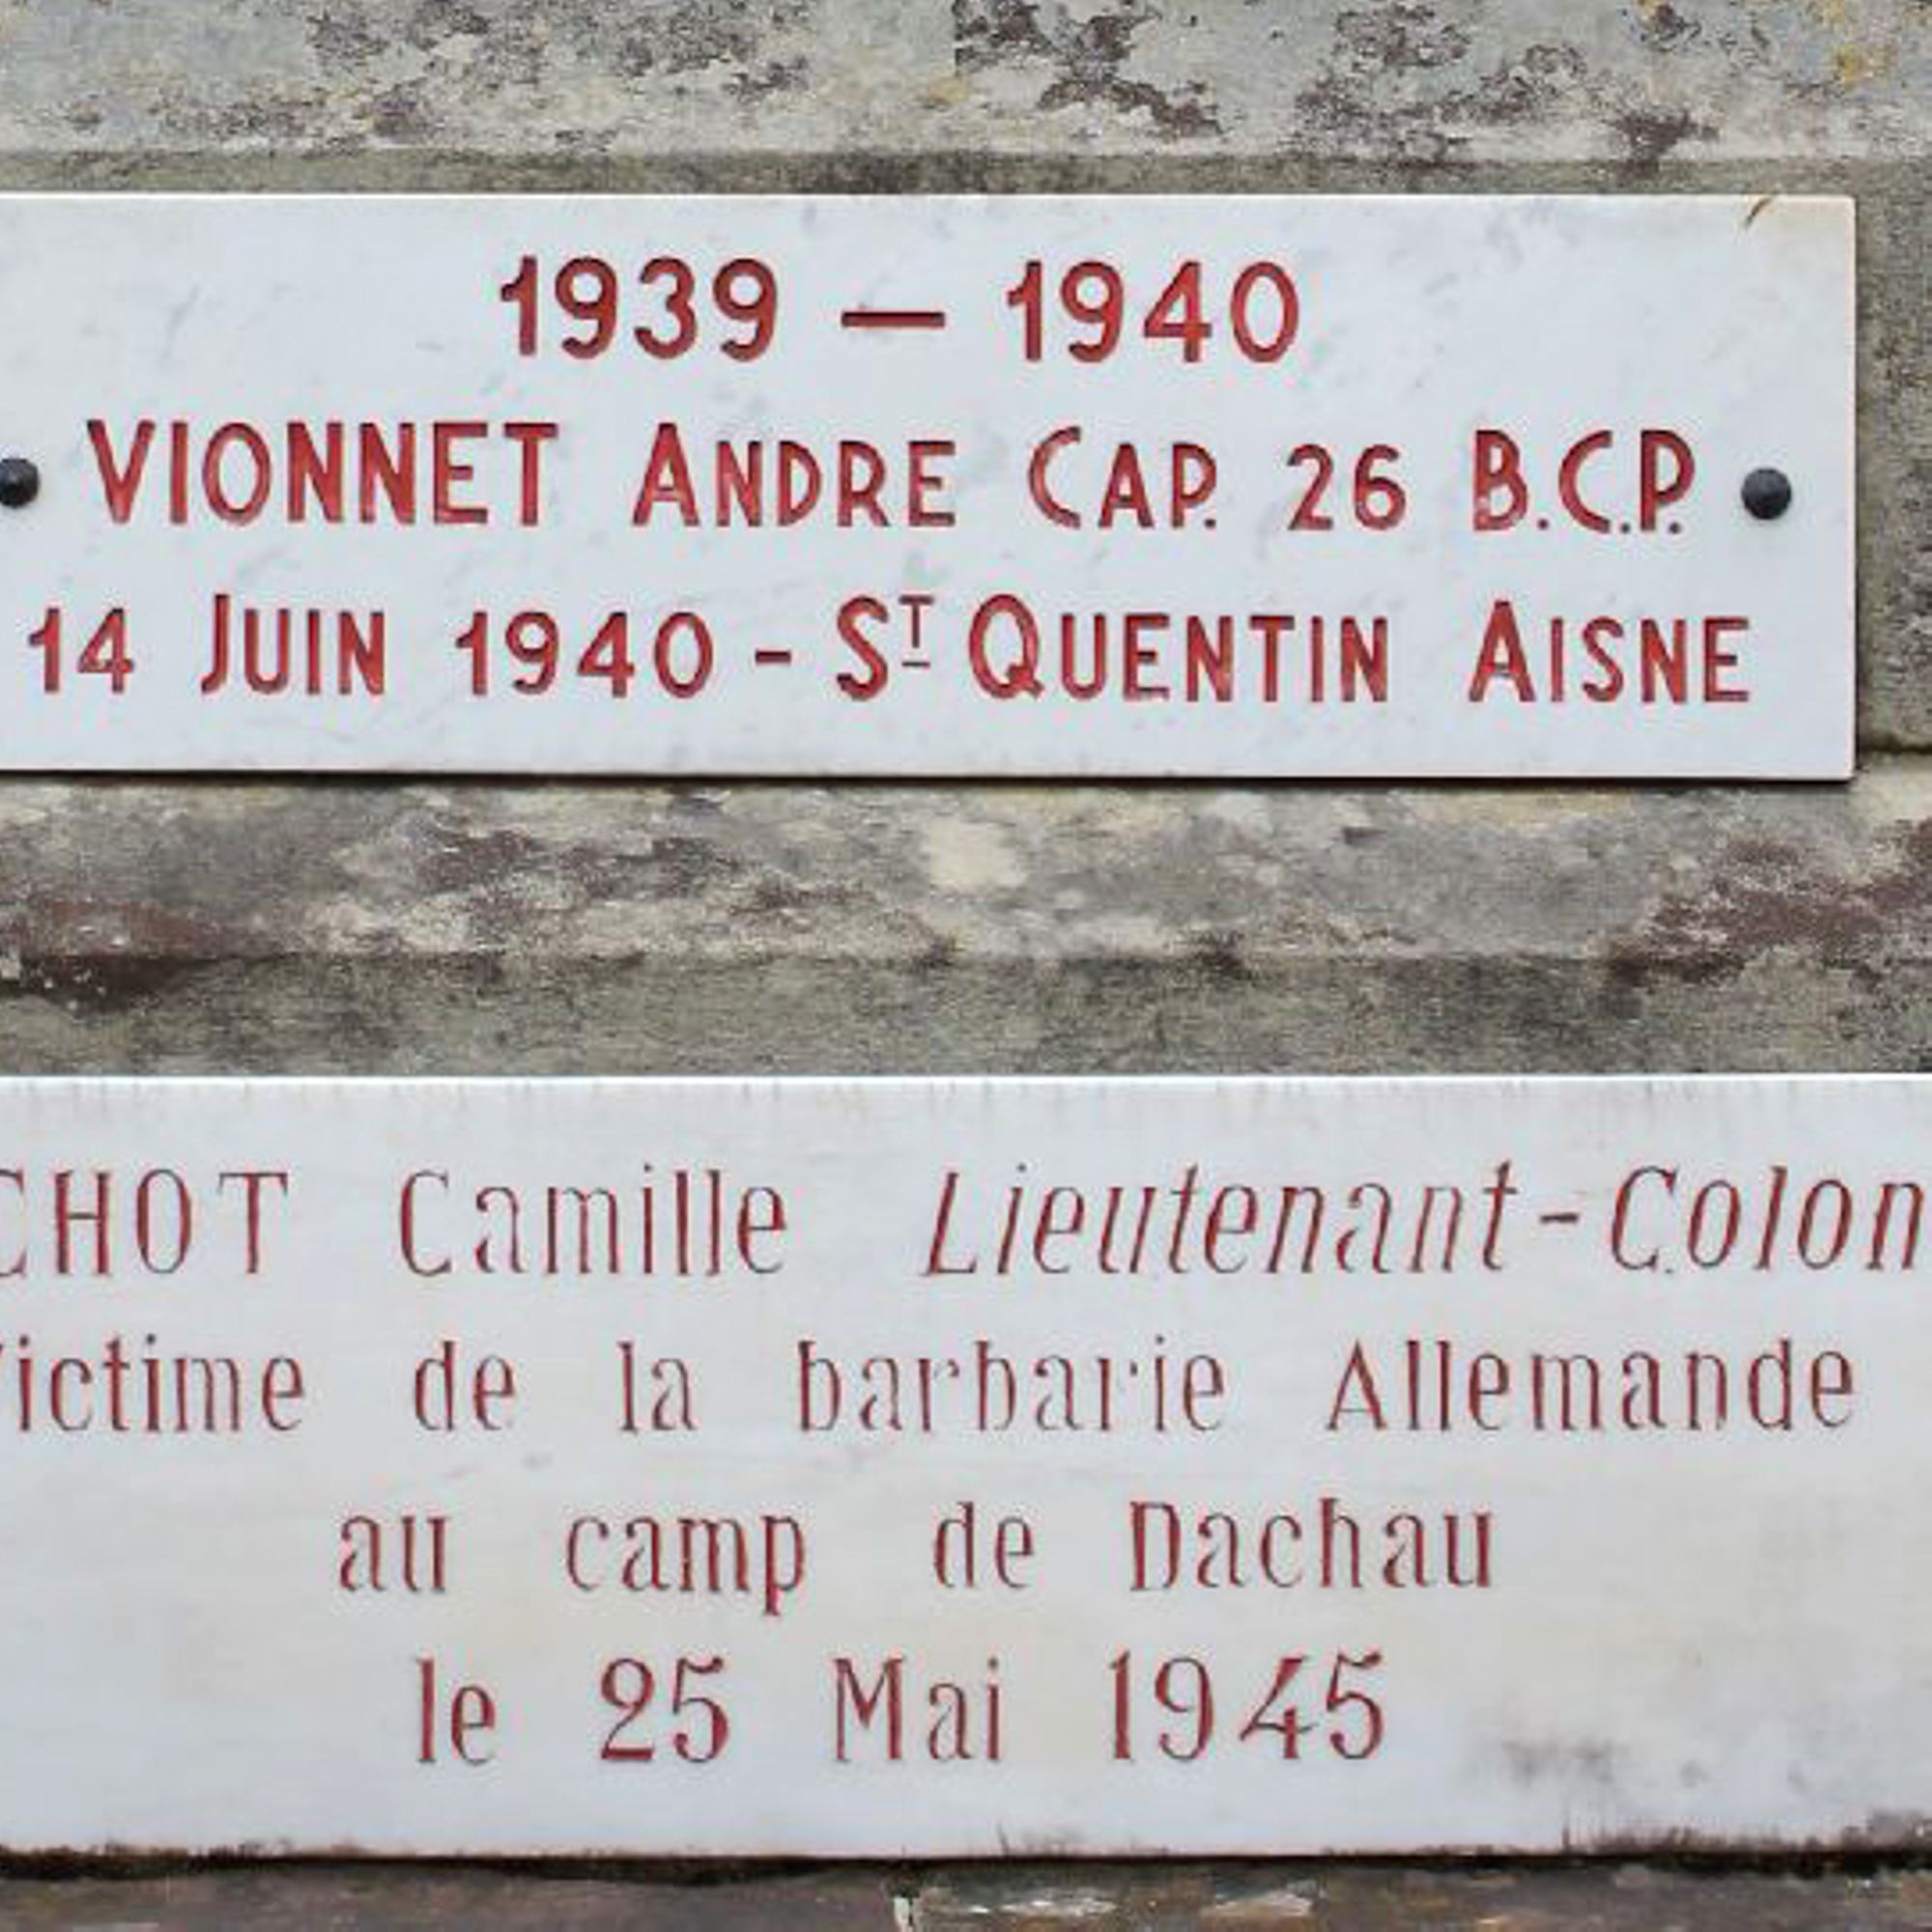 1939 — 1940
VIONNET ANDRE CAP. 26 B.C.P.
14 JUIN 1940 - ST QUENTIN AISNE
CHOT Camille Lieutenant-Colon
Victime de la barbarie Allemande
au camp de Dachau
le 25 Mai 1945